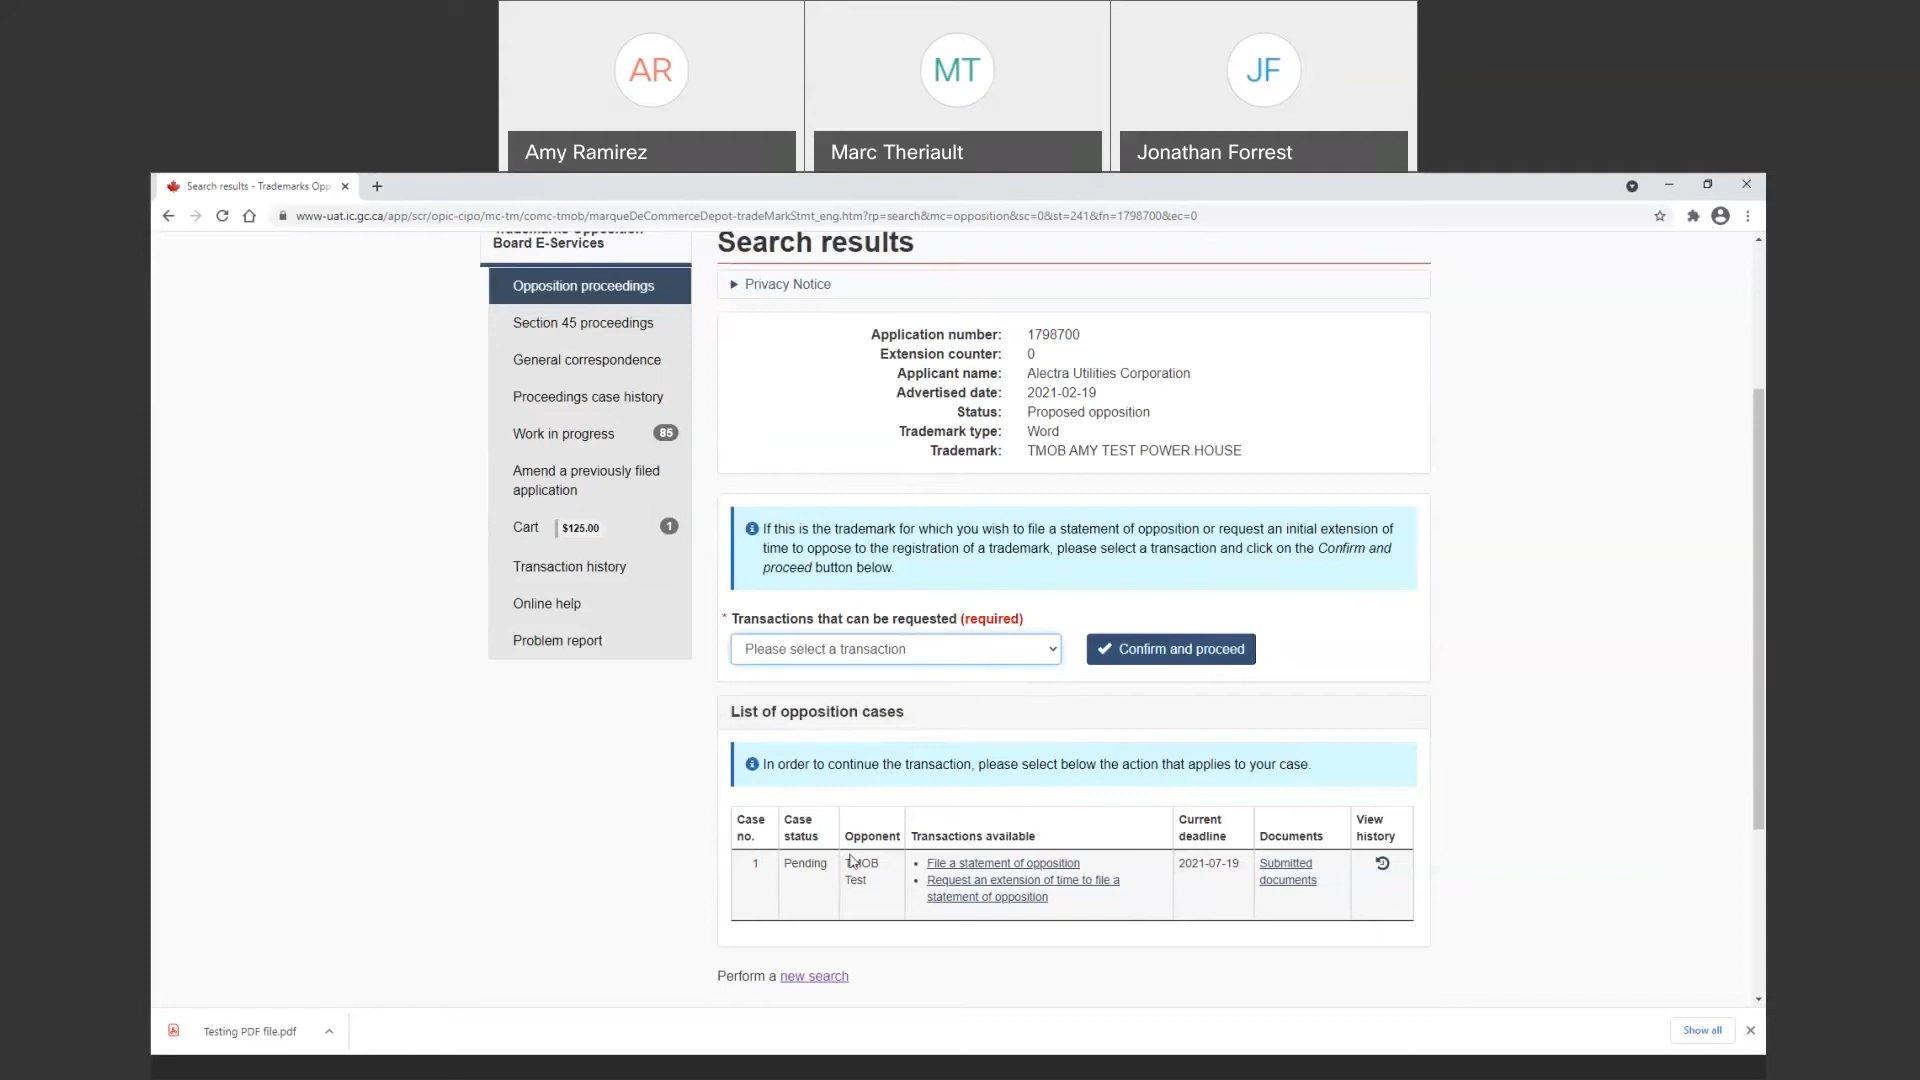 AR
MT
JF
Amy Ramirez
Marc Theriault
Jonathan Forrest
Search results - Trademarks Opp
www-uat.ic.gc.ca/app/scr/opic-cipo/mc-tm/comc-tmob/marqueDeCommerceDepot-tradeMarkStmt_eng.htm?rp=search&mc=opposition&sc=0&st=241&fn=1798700&ec=0
Trademarks Opposition
Board E-Services
Opposition proceedings
Section 45 proceedings
General correspondence
Proceedings case history
Work in progress 85
Amend a previously filed
application
Cart $125.00 1
Transaction history
Online help
Problem report
Search results
Privacy Notice
Application number: 1798700
Extension counter: 0
Applicant name: Alectra Utilities Corporation
Advertised date: 2021-02-19
Status: Proposed opposition
Trademark type: Word
Trademark: TMOB AMY TEST POWER.HOUSE
If this is the trademark for which you wish to file a statement of opposition or request an initial extension of
time to oppose to the registration of a trademark, please select a transaction and click on the Confirm and
proceed button below.
* Transactions that can be requested (required)
Please select a transaction
Confirm and proceed
List of opposition cases
In order to continue the transaction, please select below the action that applies to your case.
Case no. Case status Opponent Transactions available Current deadline Documents View history
1 Pending TMOB Test
• File a statement of opposition
• Request an extension of time to file a
statement of opposition
2021-07-19
Submitted
documents
Perform a new search
Testing PDF file.pdf
Show all